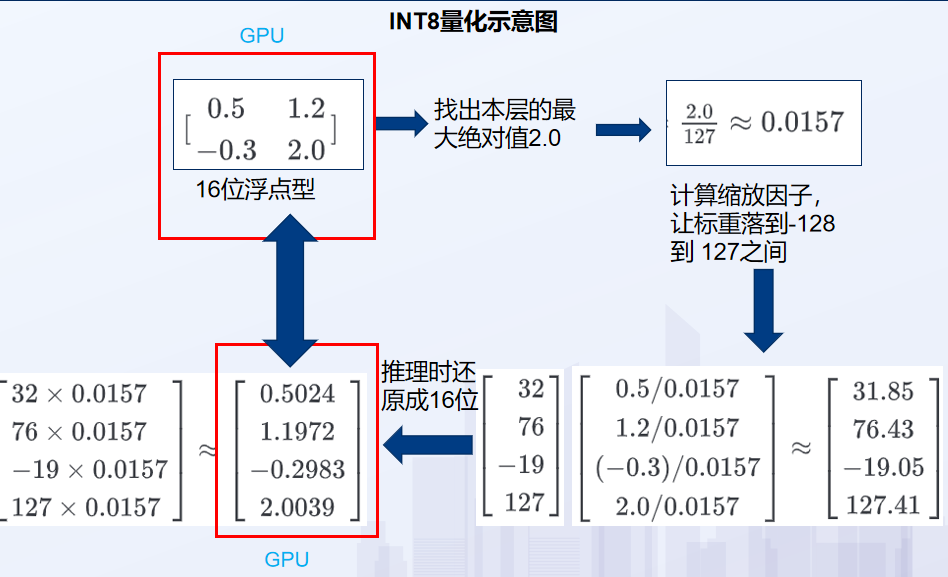 INT8量化示意图
GPU
[0.5 1.2
−0.3 2.0]
16位浮点型
找出本层的最
大绝对值2.0
2.0/127 ≈ 0.0157
计算缩放因子，
让标重落到-128
到 127之间
0.5/0.0157
1.2/0.0157
(−0.3)/0.0157
2.0/0.0157
≈
31.85
76.43
−19.05
127.41
32
76
−19
127
推理时还
原成16位
32 × 0.0157
76 × 0.0157
−19 × 0.0157
127 × 0.0157
≈
0.5024
1.1972
−0.2983
2.0039
GPU